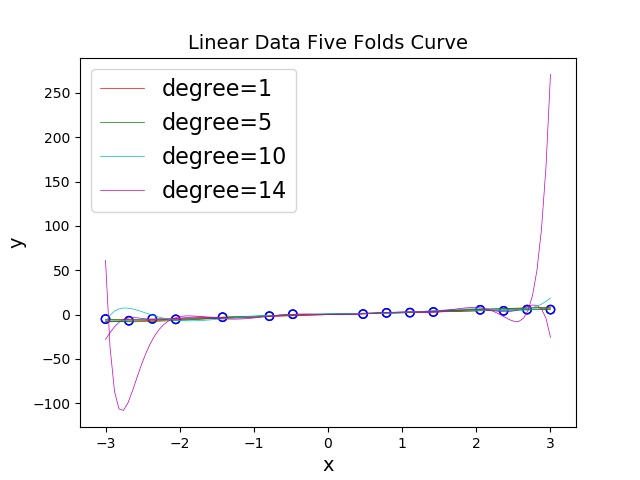 Linear Data Five Folds Curve
degree=1
degree=5
degree=10
degree=14
250
200
150
100
50
0
−50
−100
y
−3 −2 −1 0 1 2 3
x